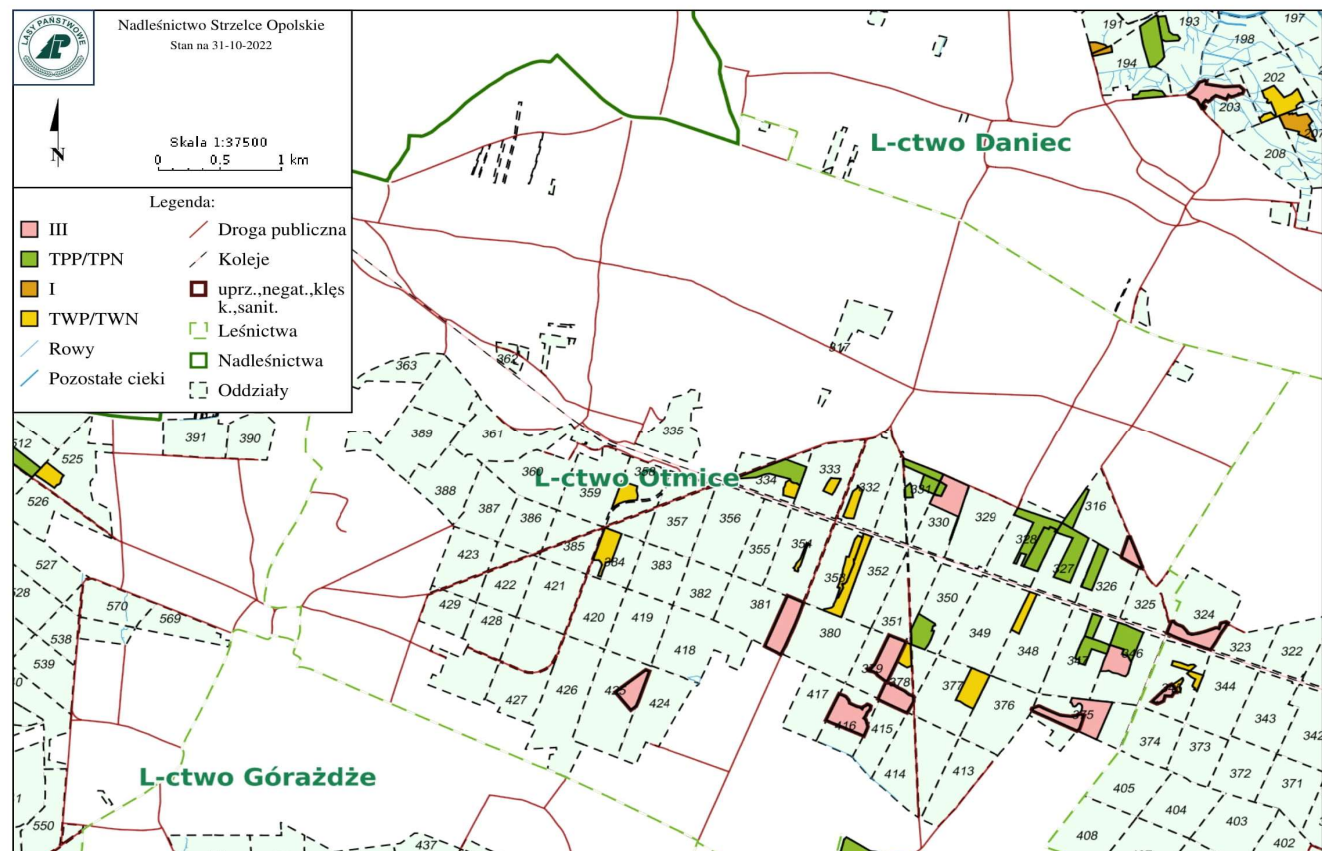 LASY PAŃSTWOWE
Nadleśnictwo Strzelce Opolskie
Stan na 31-10-2022
N
Skala 1:37500
0 0.5 1 km
Legenda:
III
TPP/TPN
I
TWP/TWN
Rowy
Pozostałe cieki
Droga publiczna
Koleje
uprz.,negat.,klęs
k.,sanit.
Leśnictwa
Nadleśnictwa
Oddziały
191 193 197
198
194
202
203
207
208
L-ctwo Daniec
317
362
363
335
389 361
391 390
512 525
360 358
L-ctwo Otmice
359
334 333
332 331
316
388 387 386
526
357 356
330 329
328
385
355 354
423
384 383
353 352
327 326
527
422 421
382
350
325
528
570
429
381
324
569
428
420 419
380
351
349
538
418
348
347 346
323 322
539
379
378
377
344
427 426 425 424
417
376
375
343
416 415
342
374 373
L-ctwo Górażdże
414 413
372 371
405
404
403
550
408
402
437